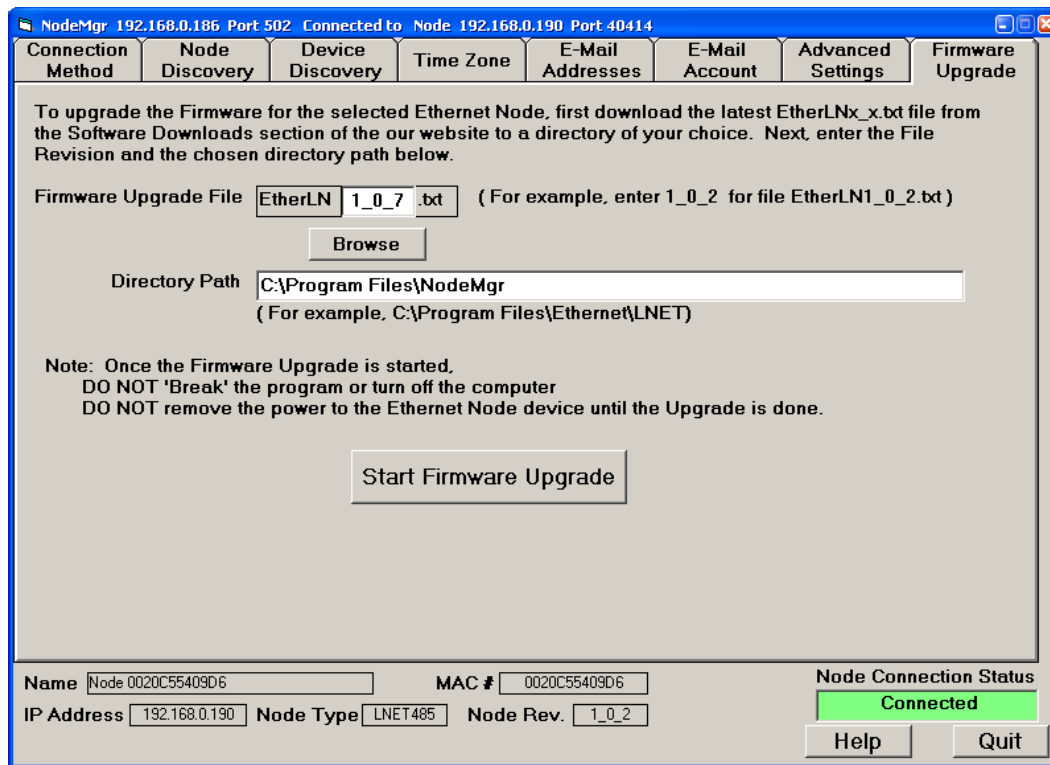 NodeMgr 192.168.0.186 Port 502 Connected to Node 192.168.0.190 Port 40414
Connection Method
Node Discovery
Device Discovery
Time Zone
E-Mail Addresses
E-Mail Account
Advanced Settings
Firmware Upgrade
To upgrade the Firmware for the selected Ethernet Node, first download the latest EtherLNx_x.txt file from
the Software Downloads section of the our website to a directory of your choice. Next, enter the File
Revision and the chosen directory path below.
Firmware Upgrade File EtherLN 1_0_7 .txt ( For example, enter 1_0_2 for file EtherLN1_0_2.txt )
Browse
Directory Path C:\Program Files\NodeMgr
( For example, C:\Program Files\Ethernet\LNET)
Note: Once the Firmware Upgrade is started,
DO NOT 'Break' the program or turn off the computer
DO NOT remove the power to the Ethernet Node device until the Upgrade is done.
Start Firmware Upgrade
Name Node 0020C55409D6 MAC # 0020C55409D6
IP Address 192.168.0.190 Node Type LNET485 Node Rev. 1_0_2
Node Connection Status
Connected
Help Quit